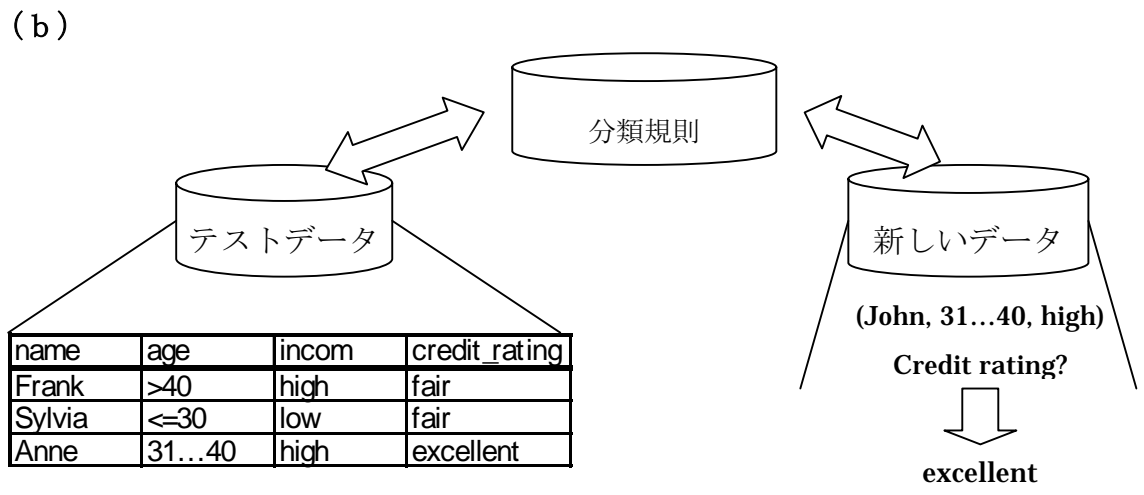 (b)
分類規則
テストデータ
新しいデータ
name age incom credit_rating
Frank >40 high fair
Sylvia <=30 low fair
Anne 31…40 high excellent
(John, 31…40, high)
Credit rating?
excellent